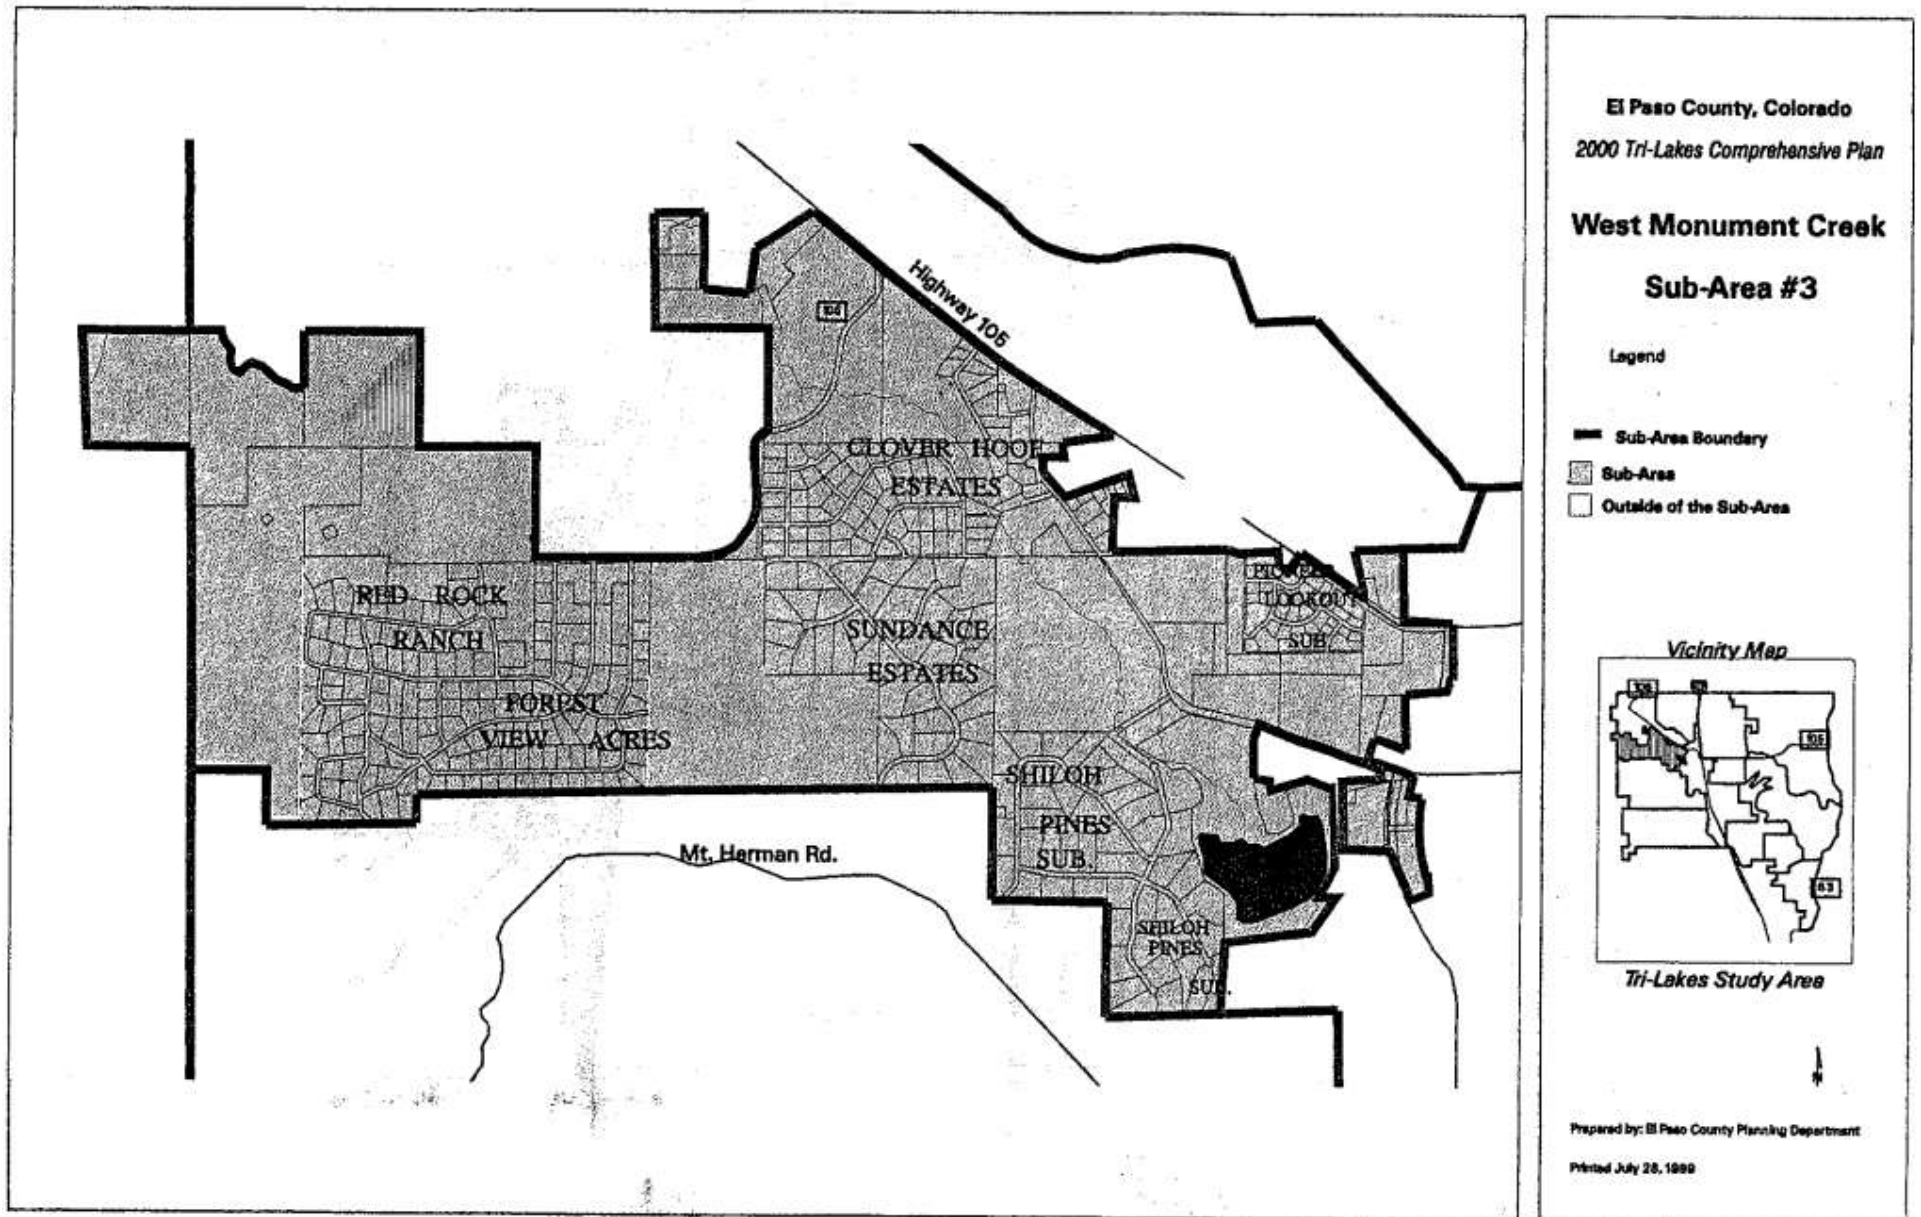 El Paso County, Colorado
2000 Tri-Lakes Comprehensive Plan
West Monument Creek
Sub-Area #3
Legend
Sub-Area Boundary
Sub-Area
Outside of the Sub-Area
Vicinity Map
105
105
83
Tri-Lakes Study Area
N
Prepared by: El Paso County Planning Department
Printed July 28, 1999
Highway 105
105
CLOVER HOOF
ESTATES
RED ROCK
RANCH
FOREST
VIEW ACRES
SUNDANCE
ESTATES
PIONEER
LOOKOUT
SUB
SHILOH
PINES
SUB.
SHILOH
PINES
SUB.
Mt. Herman Rd.